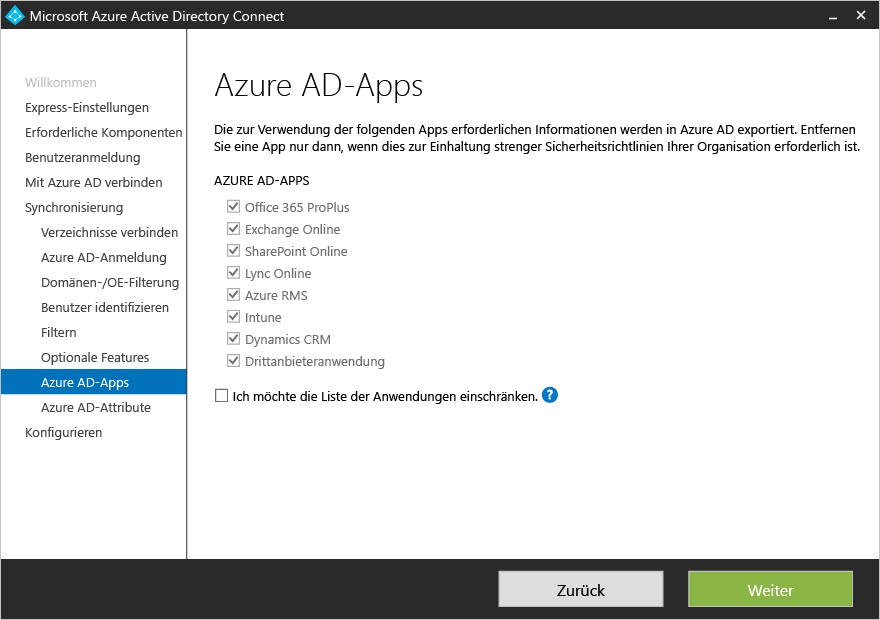 Microsoft Azure Active Directory Connect
Willkommen
Express-Einstellungen
Erforderliche Komponenten
Benutzeranmeldung
Mit Azure AD verbinden
Synchronisierung
Verzeichnisse verbinden
Azure AD-Anmeldung
Domänen-/OE-Filterung
Benutzer identifizieren
Filtern
Optionale Features
Azure AD-Apps
Azure AD-Attribute
Konfigurieren
Azure AD-Apps
Die zur Verwendung der folgenden Apps erforderlichen Informationen werden in Azure AD exportiert. Entfernen
Sie eine App nur dann, wenn dies zur Einhaltung strenger Sicherheitsrichtlinien Ihrer Organisation erforderlich ist.
AZURE AD-APPS
Office 365 ProPlus
Exchange Online
SharePoint Online
Lync Online
Azure RMS
Intune
Dynamics CRM
Drittanbieteranwendung
Ich möchte die Liste der Anwendungen einschränken. ?
Zurück
Weiter